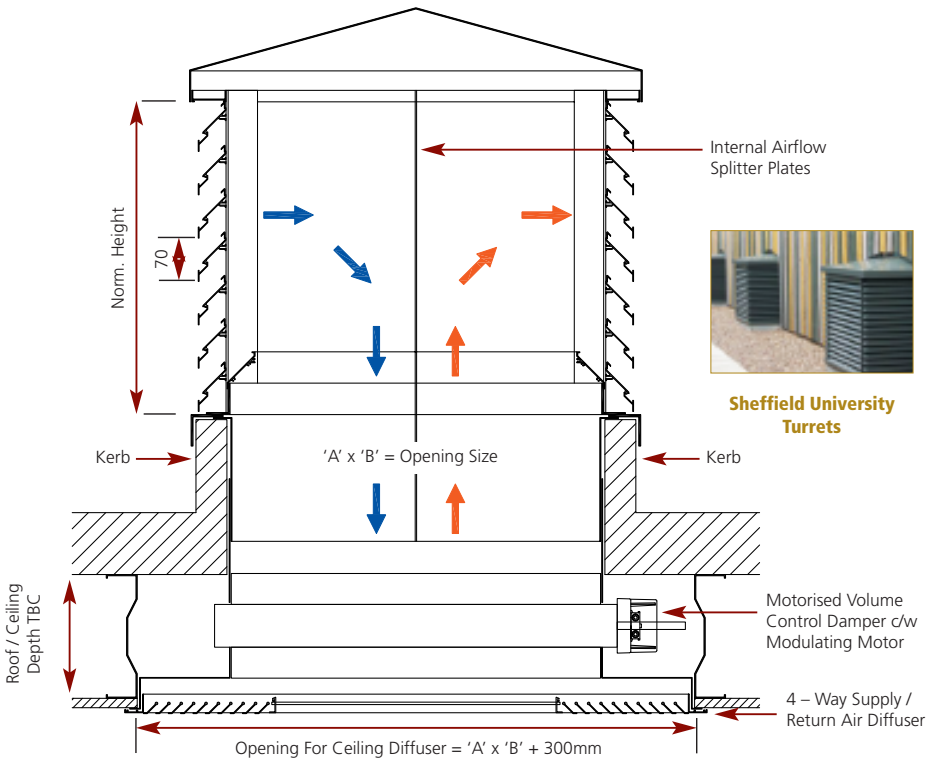 Internal Airflow
Splitter Plates
Norm. Height
70
Sheffield University
Turrets
Kerb
'A' x 'B' = Opening Size
Kerb
Roof / Ceiling
Depth TBC
Motorised Volume
Control Damper c/w
Modulating Motor
4 – Way Supply /
Return Air Diffuser
Opening For Ceiling Diffuser = 'A' x 'B' + 300mm